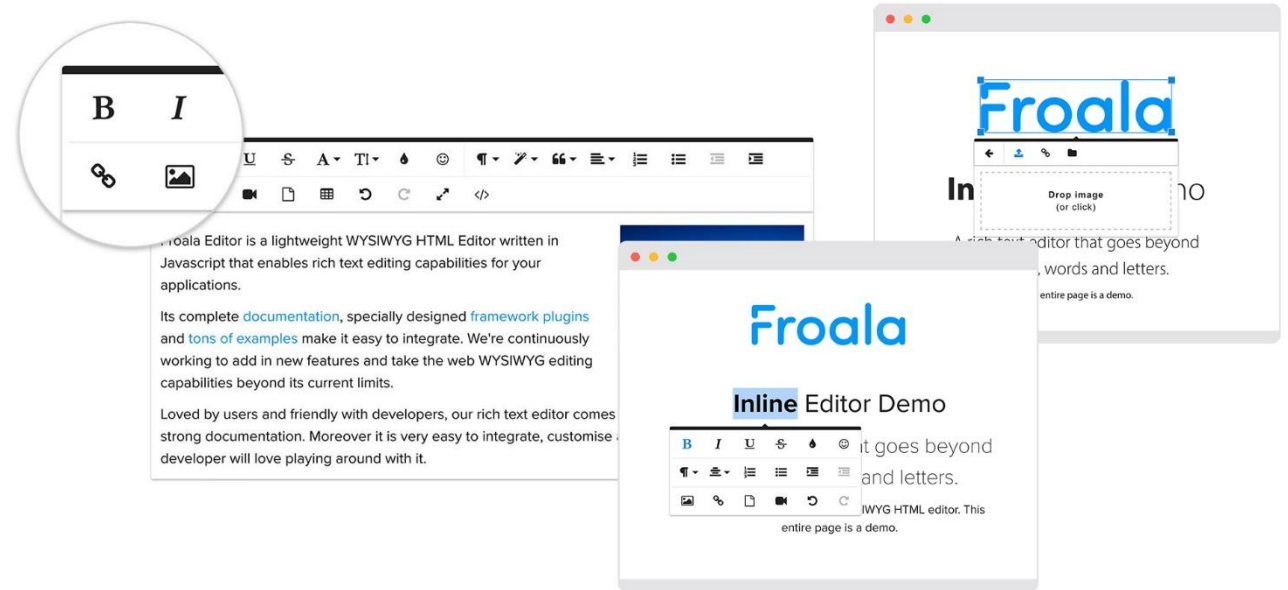 B I
U S A T! ¶ “
</>
Froala Editor is a lightweight WYSIWYG HTML Editor written in
Javascript that enables rich text editing capabilities for your
applications.
Its complete documentation, specially designed framework plugins
and tons of examples make it easy to integrate. We're continuously
working to add in new features and take the web WYSIWYG editing
capabilities beyond its current limits.
Loved by users and friendly with developers, our rich text editor comes
strong documentation. Moreover it is very easy to integrate, customise
developer will love playing around with it.
Froala
Inline Editor Demo
B I U S
that goes beyond
¶
and letters.
WYSIWYG HTML editor. This
entire page is a demo.
Froala
Drop image
(or click)
A rich text editor that goes beyond
, words and letters.
entire page is a demo.